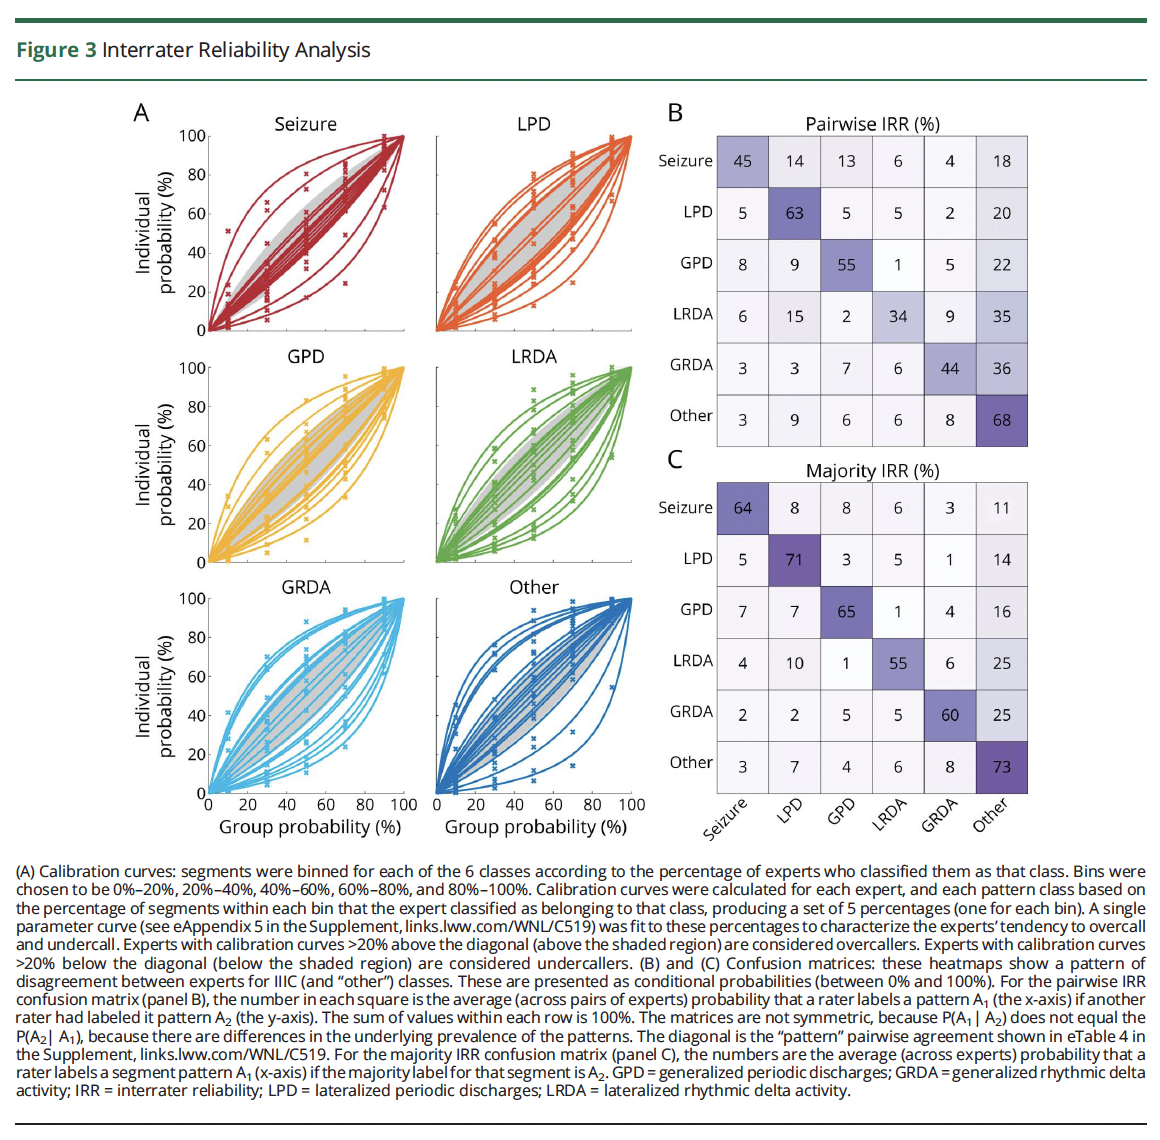 Figure 3 Interrater Reliability Analysis
A
Seizure
LPD
100
80
60
40
20
0
Individual
probability (%)
GPD
LRDA
100
80
60
40
20
0
Individual
probability (%)
GRDA
Other
100
80
60
40
20
0
Individual
probability (%)
0 20 40 60 80 100
0 20 40 60 80 100
Group probability (%)
Group probability (%)
B
Pairwise IRR (%)
Seizure 45 14 13 6 4 18
LPD 5 63 5 5 2 20
GPD 8 9 55 1 5 22
LRDA 6 15 2 34 9 35
GRDA 3 3 7 6 44 36
Other 3 9 6 6 8 68
C
Majority IRR (%)
Seizure 64 8 8 6 3 11
LPD 5 71 3 5 1 14
GPD 7 7 65 1 4 16
LRDA 4 10 1 55 6 25
GRDA 2 2 5 5 60 25
Other 3 7 4 6 8 73
Seizure LPD GPD LRDA GRDA Other
(A) Calibration curves: segments were binned for each of the 6 classes according to the percentage of experts who classified them as that class. Bins were
chosen to be 0%–20%, 20%–40%, 40%–60%, 60%–80%, and 80%–100%. Calibration curves were calculated for each expert, and each pattern class based on
the percentage of segments within each bin that the expert classified as belonging to that class, producing a set of 5 percentages (one for each bin). A single
parameter curve (see eAppendix 5 in the Supplement, links.lww.com/WNL/C519) was fit to these percentages to characterize the experts' tendency to overcall
and undercall. Experts with calibration curves >20% above the diagonal (above the shaded region) are considered overcallers. Experts with calibration curves
>20% below the diagonal (below the shaded region) are considered undercallers. (B) and (C) Confusion matrices: these heatmaps show a pattern of
disagreement between experts for IIIC (and “other”) classes. These are presented as conditional probabilities (between 0% and 100%). For the pairwise IRR
confusion matrix (panel B), the number in each square is the average (across pairs of experts) probability that a rater labels a pattern A₁ (the x-axis) if another
rater had labeled it pattern A₂ (the y-axis). The sum of values within each row is 100%. The matrices are not symmetric, because P(A₁| A₂) does not equal the
P(A₂| A₁), because there are differences in the underlying prevalence of the patterns. The diagonal is the “pattern” pairwise agreement shown in eTable 4 in
the Supplement, links.lww.com/WNL/C519. For the majority IRR confusion matrix (panel C), the numbers are the average (across experts) probability that a
rater labels a segment pattern A₁ (x-axis) if the majority label for that segment is A₂. GPD = generalized periodic discharges; GRDA = generalized rhythmic delta
activity; IRR = interrater reliability; LPD = lateralized periodic discharges; LRDA = lateralized rhythmic delta activity.